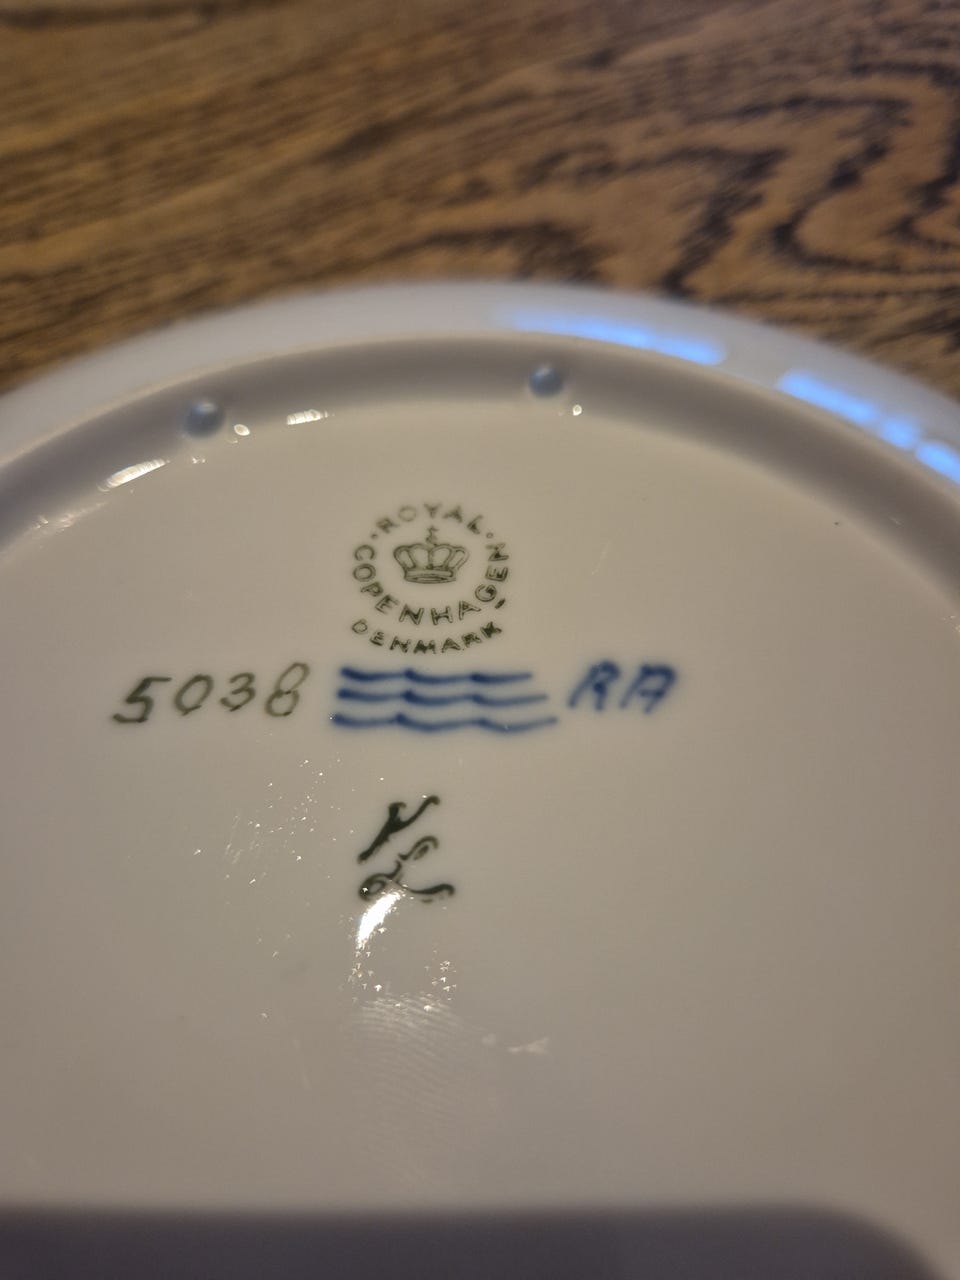 ROYAL
COPENHAGEN
DENMARK
5038 RA